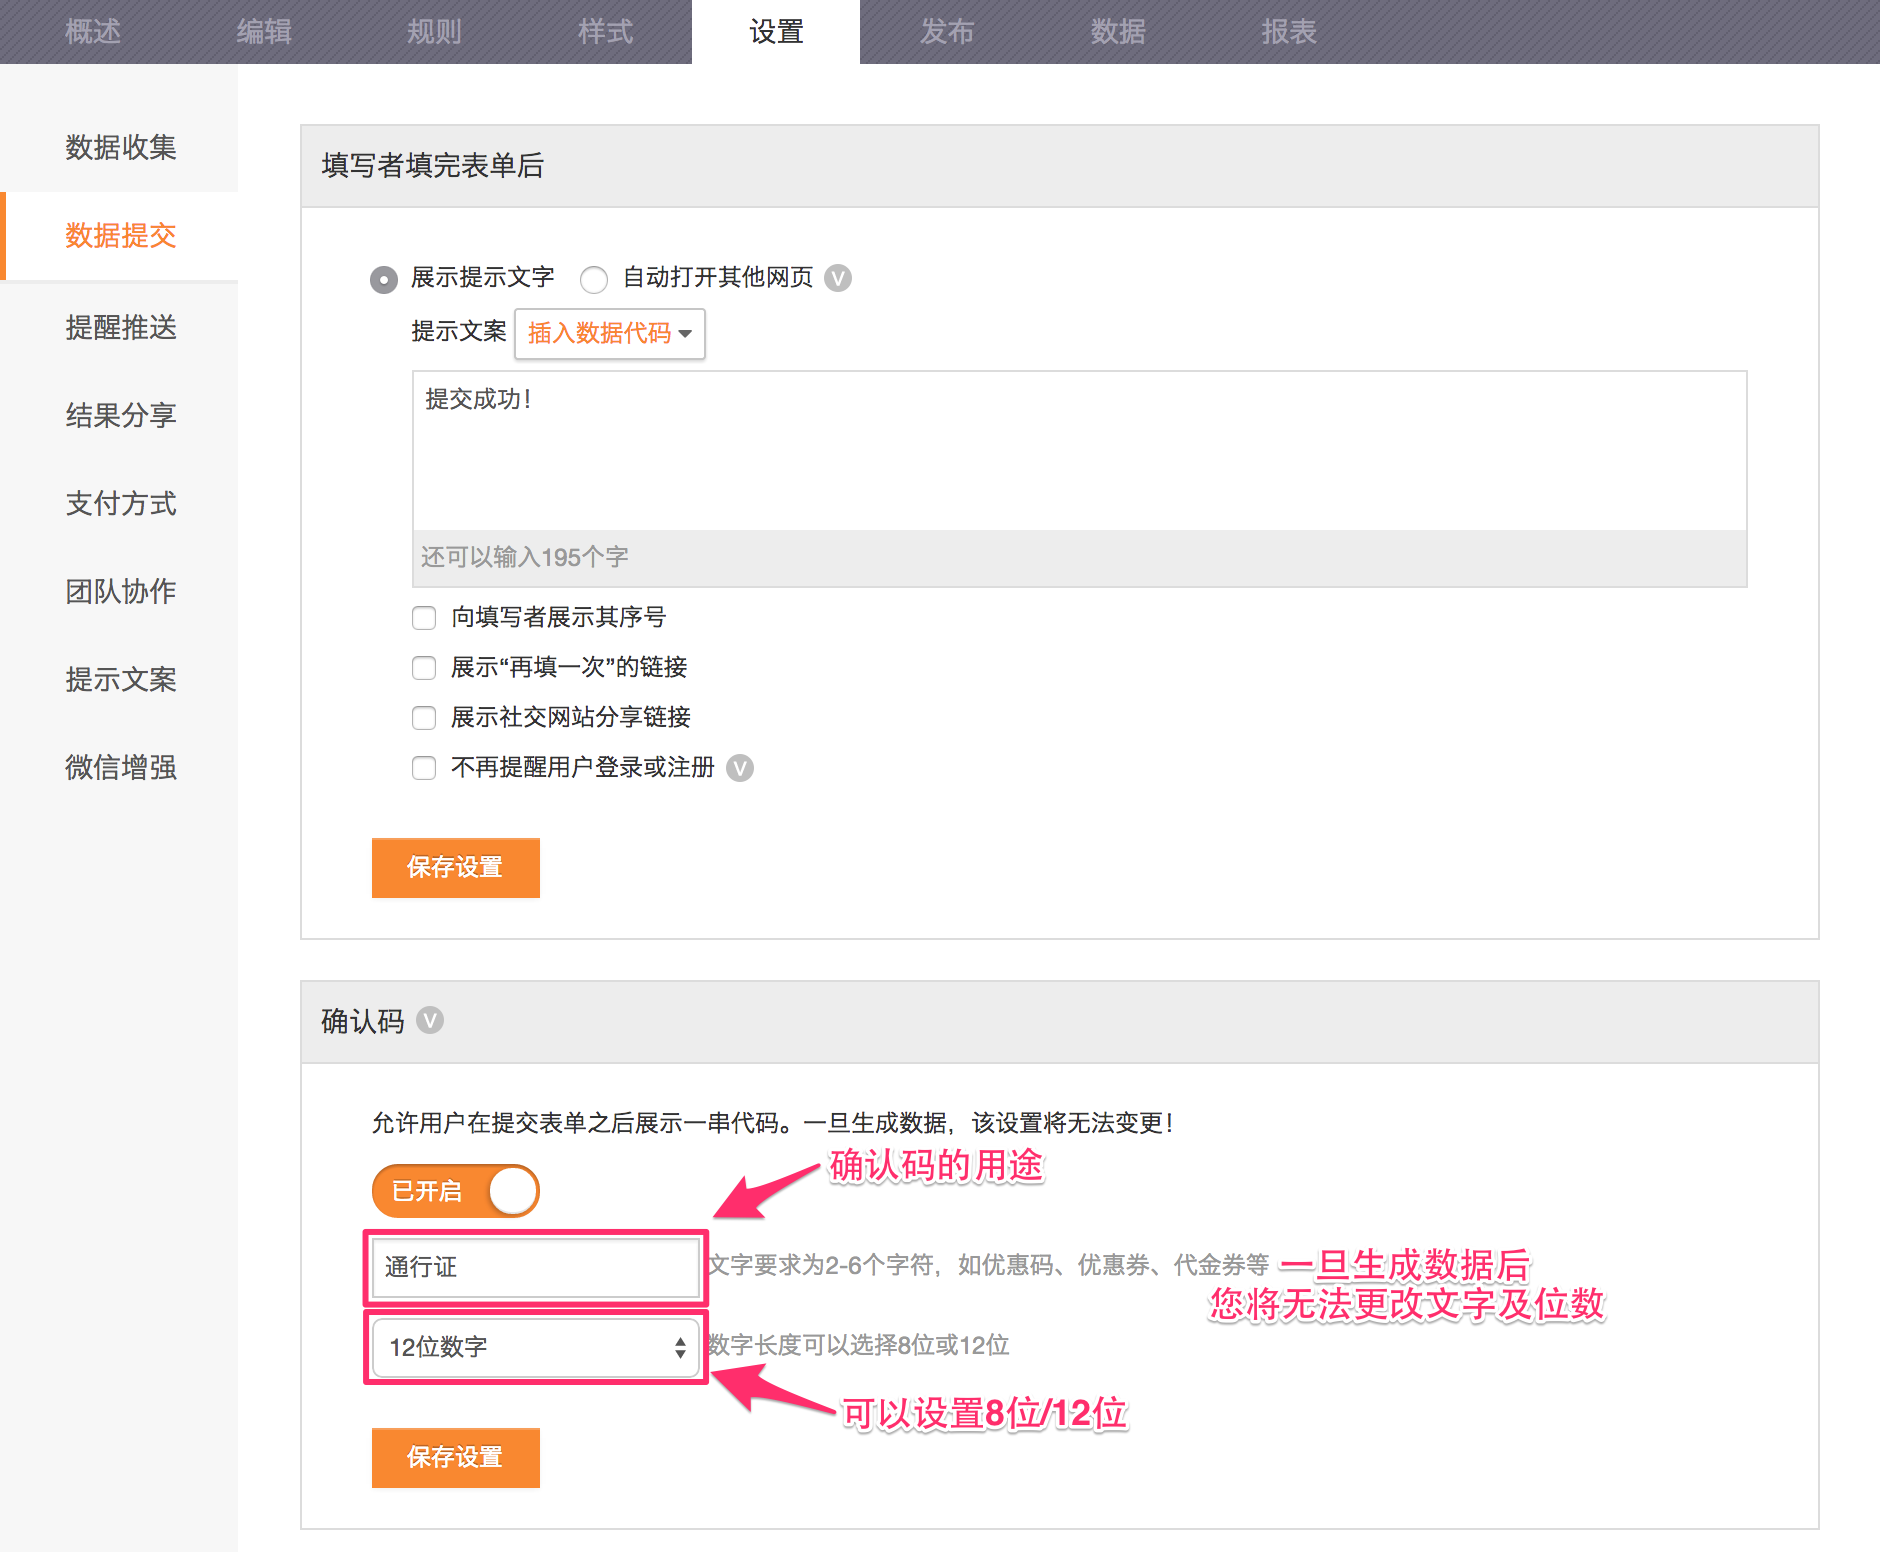 概述 编辑 规则 样式 设置 发布 数据 报表
数据收集
数据提交
提醒推送
结果分享
支付方式
团队协作
提示文案
微信增强
填写者填完表单后
展示提示文字 自动打开其他网页 V
提示文案 插入数据代码
提交成功！
还可以输入195个字
向填写者展示其序号
展示“再填一次”的链接
展示社交网站分享链接
不再提醒用户登录或注册 V
保存设置
确认码 V
允许用户在提交表单之后展示一串代码。一旦生成数据，该设置将无法变更！
确认码的用途
已开启
通行证 文字要求为2-6个字符，如优惠码、优惠券、代金券等 一旦生成数据后
您将无法更改文字及位数
12位数字 数字长度可以选择8位或12位
可以设置8位/12位
保存设置